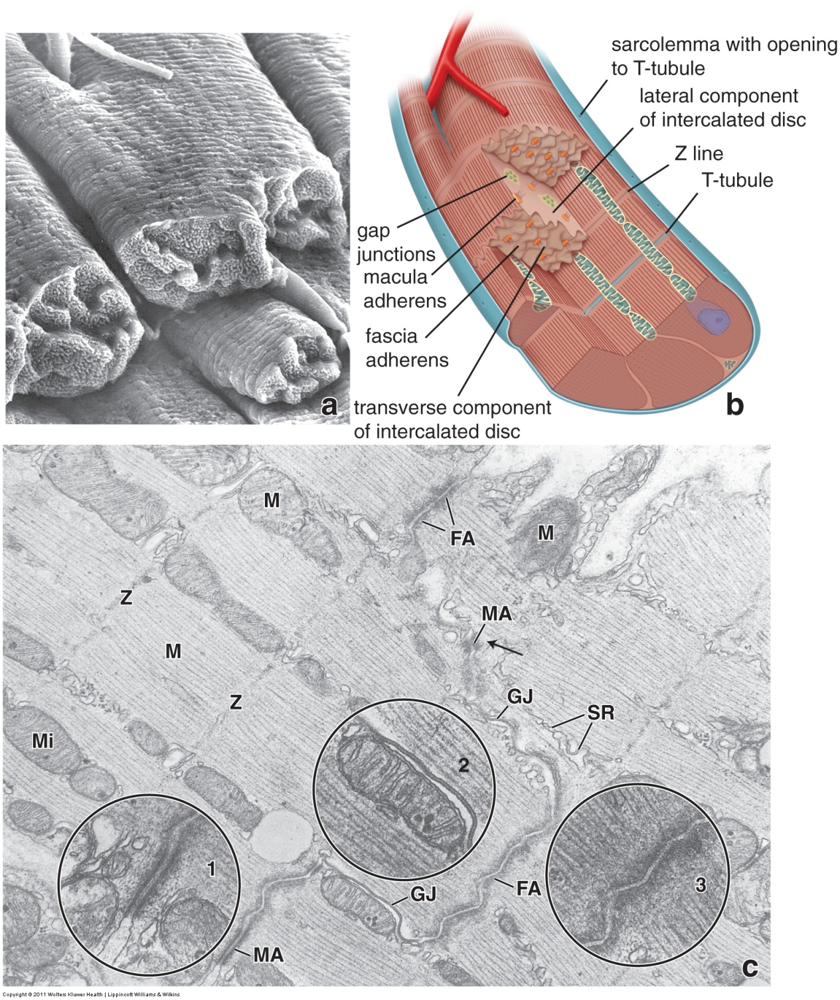 sarcolemma with opening
to T-tubule
lateral component
of intercalated disc
Z line
T-tubule
gap
junctions
macula
adherens
fascia
adherens
transverse component
of intercalated disc
a
b
M
M
FA
Z
MA
M
Z
GJ
SR
Mi
2
1
3
GJ
FA
MA
c
Copyright © 2011 Wolters Kluwer Health | Lippincott Williams & Wilkins